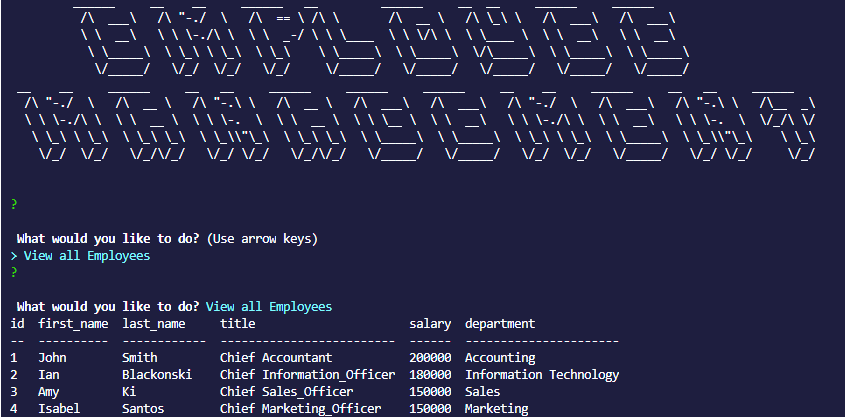 EMPLOYEE
MANAGEMENT
?
What would you like to do? (Use arrow keys)
> View all Employees
?
What would you like to do? View all Employees
id first_name last_name title salary department
-- ---------- ------------ ------------------------- ------ ----------------------
1 John Smith Chief Accountant 200000 Accounting
2 Ian Blackonski Chief Information_Officer 180000 Information Technology
3 Amy Ki Chief Sales_Officer 150000 Sales
4 Isabel Santos Chief Marketing_Officer 150000 Marketing